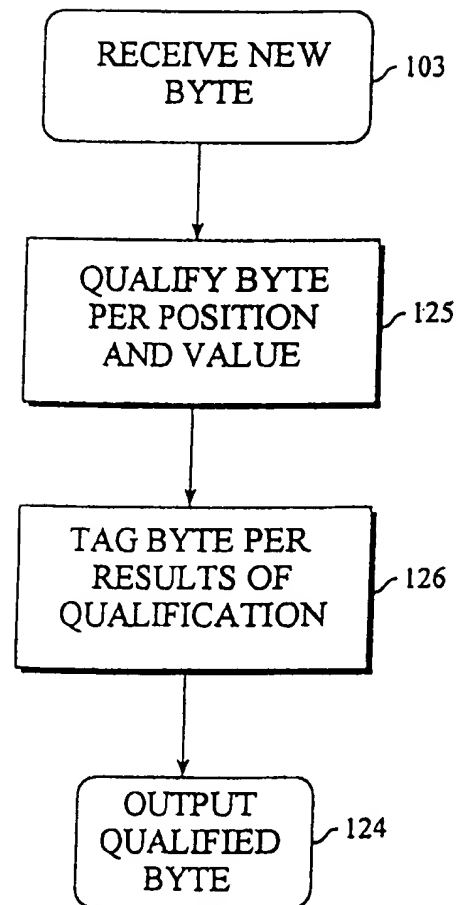 RECEIVE NEW
BYTE
103
QUALIFY BYTE
PER POSITION
AND VALUE
125
TAG BYTE PER
RESULTS OF
QUALIFICATION
126
OUTPUT
QUALIFIED
BYTE
124